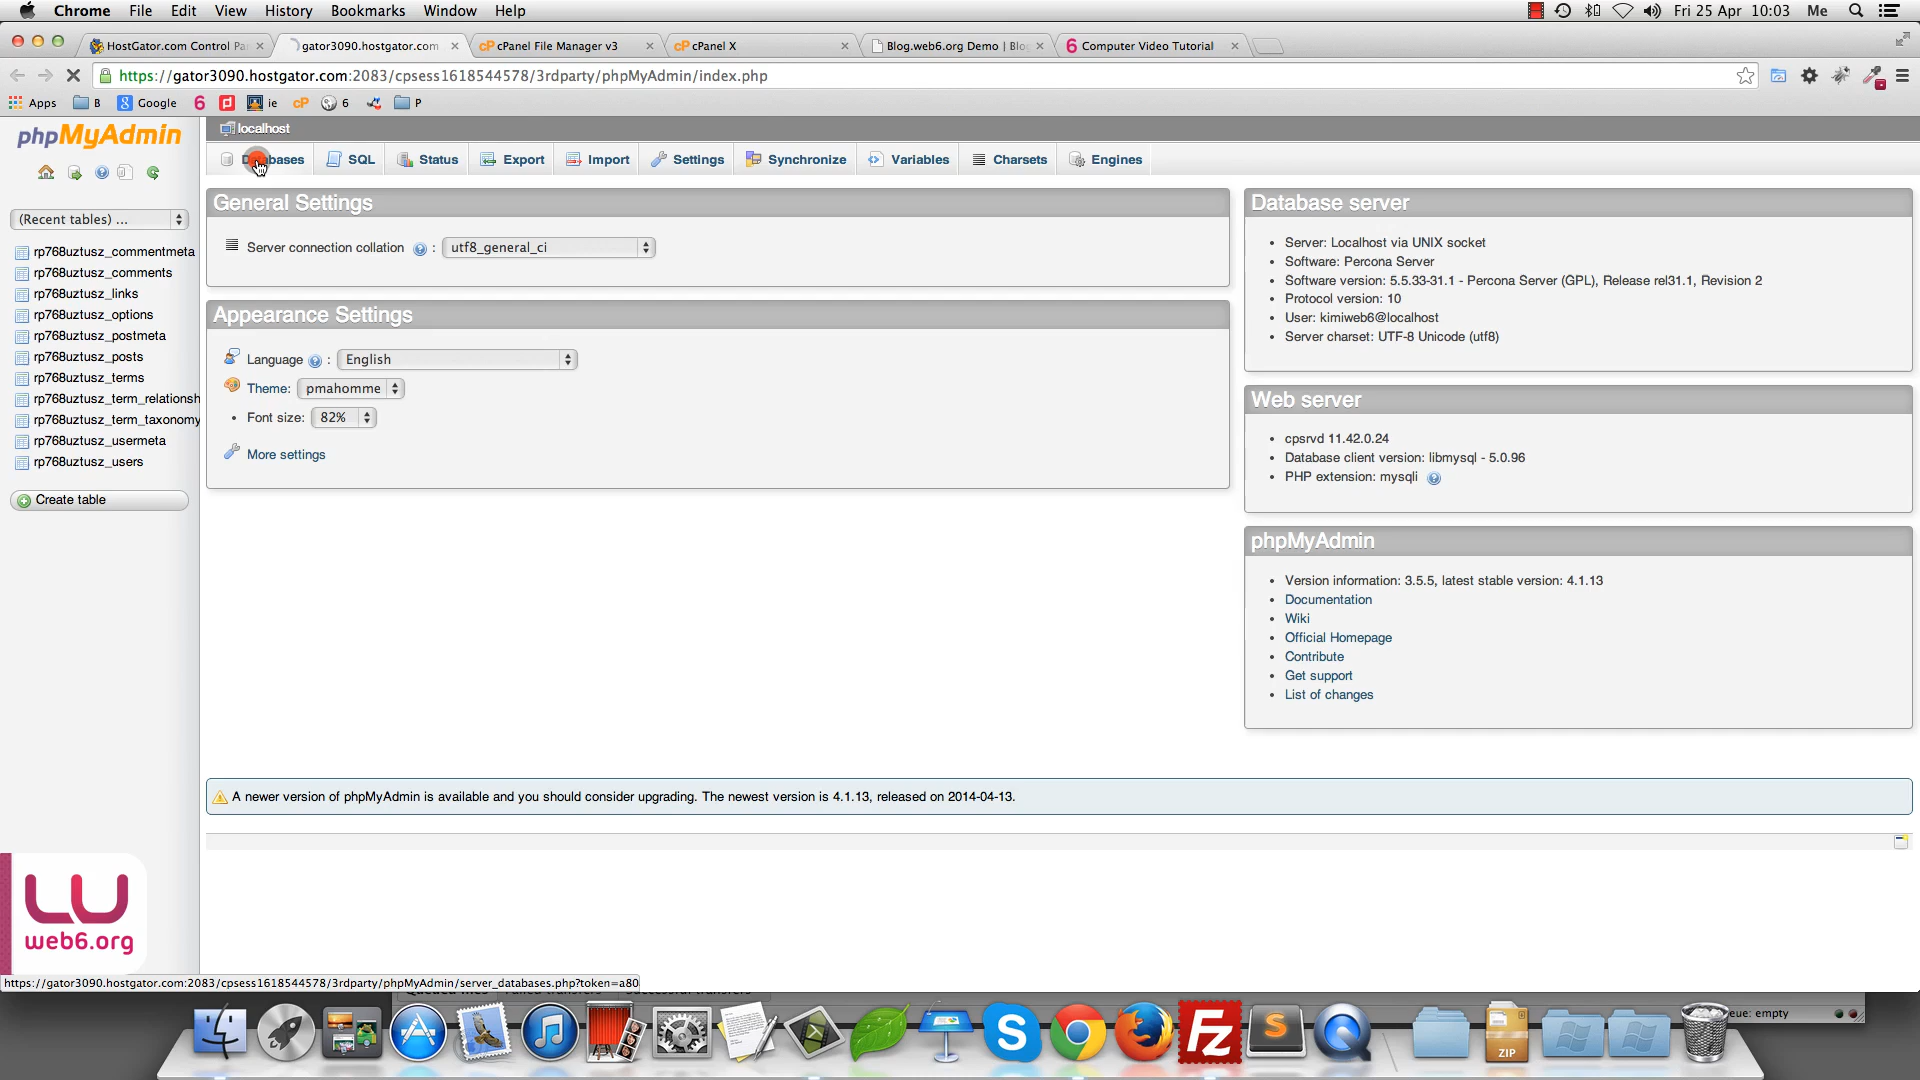 Chrome File Edit View History Bookmarks Window Help Fri 25 Apr 10:03 Me
HostGator.com Control Pa gator3090.hostgator.com cP cPanel File Manager v3 cP cPanel X Blog.web6.org Demo | Blo 6 Computer Video Tutorial
https://gator3090.hostgator.com:2083/cpsess1618544578/3rdparty/phpMyAdmin/index.php
Apps B Google 6 ie cP 6 P
phpMyAdmin
localhost
Databases SQL Status Export Import Settings Synchronize Variables Charsets Engines
(Recent tables) ...
rp768uztusz_commentmeta
rp768uztusz_comments
rp768uztusz_links
rp768uztusz_options
rp768uztusz_postmeta
rp768uztusz_posts
rp768uztusz_terms
rp768uztusz_term_relationsh
rp768uztusz_term_taxonomy
rp768uztusz_usermeta
rp768uztusz_users
Create table
General Settings
Server connection collation : utf8_general_ci
Appearance Settings
Language : English
Theme: pmahomme
• Font size: 82%
More settings
Database server
• Server: Localhost via UNIX socket
• Software: Percona Server
• Software version: 5.5.33-31.1 - Percona Server (GPL), Release rel31.1, Revision 2
• Protocol version: 10
• User: kimiweb6@localhost
• Server charset: UTF-8 Unicode (utf8)
Web server
• cpsrvd 11.42.0.24
• Database client version: libmysql - 5.0.96
• PHP extension: mysqli
phpMyAdmin
• Version information: 3.5.5, latest stable version: 4.1.13
• Documentation
• Wiki
• Official Homepage
• Contribute
• Get support
• List of changes
A newer version of phpMyAdmin is available and you should consider upgrading. The newest version is 4.1.13, released on 2014-04-13.
web6.org
https://gator3090.hostgator.com:2083/cpsess1618544578/3rdparty/phpMyAdmin/server_databases.php?token=a80
eue: empty
S
Fz
S
ZIP